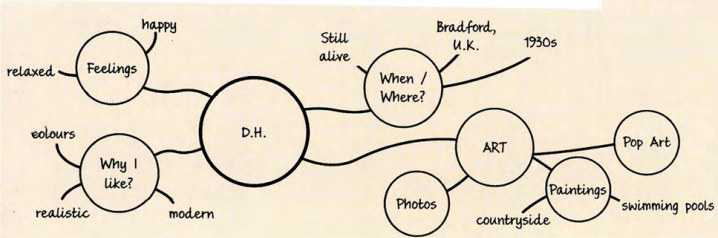 happy
relaxed
Feelings
Still
alive
Bradford,
U.K.
1930s
When /
Where?
D.H.
colours
Why I
like?
realistic
modern
ART
Pop Art
Photos
Paintings
countryside
swimming pools